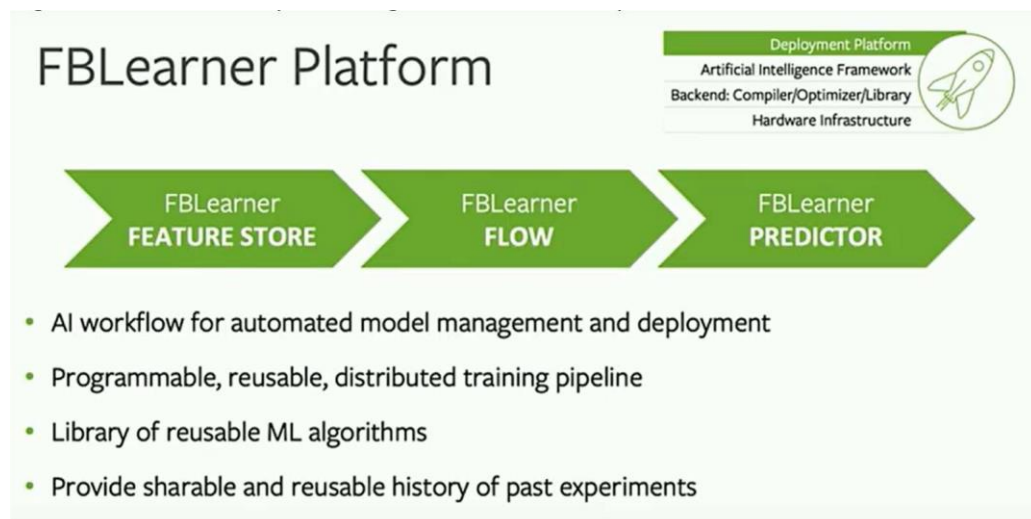 FBLearner Platform
Deployment Platform
Artificial Intelligence Framework
Backend: Compiler/Optimizer/Library
Hardware Infrastructure
FBLearner
FEATURE STORE
FBLearner
FLOW
FBLearner
PREDICTOR
• AI workflow for automated model management and deployment
• Programmable, reusable, distributed training pipeline
• Library of reusable ML algorithms
• Provide sharable and reusable history of past experiments